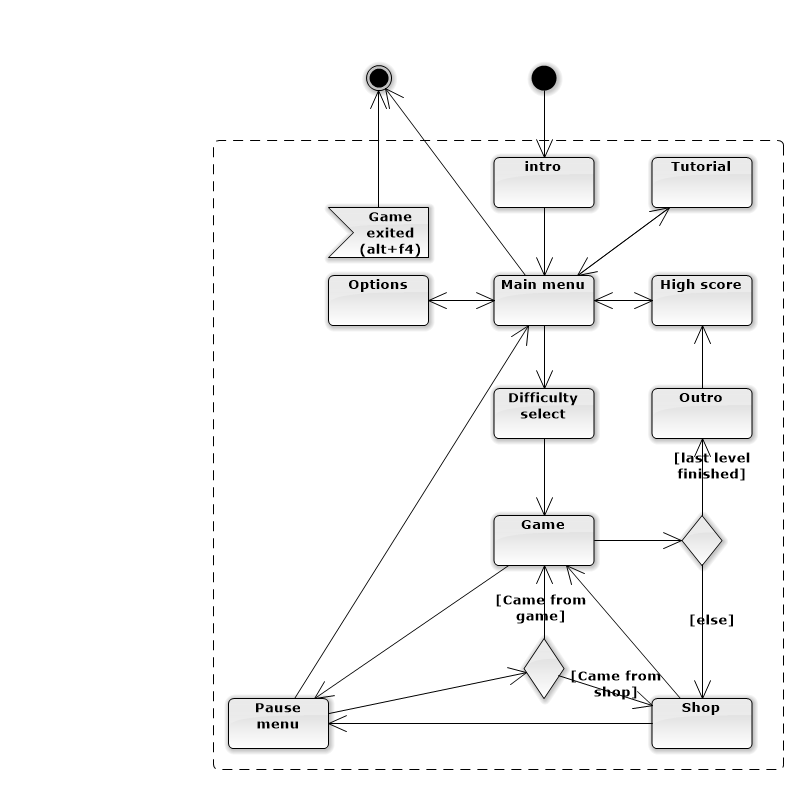 intro
Tutorial
Game
exited
(alt+f4)
Options
Main menu
High score
Difficulty
select
Outro
[last level
finished]
Game
[Came from
game]
[else]
[Came from
shop]
Pause
menu
Shop